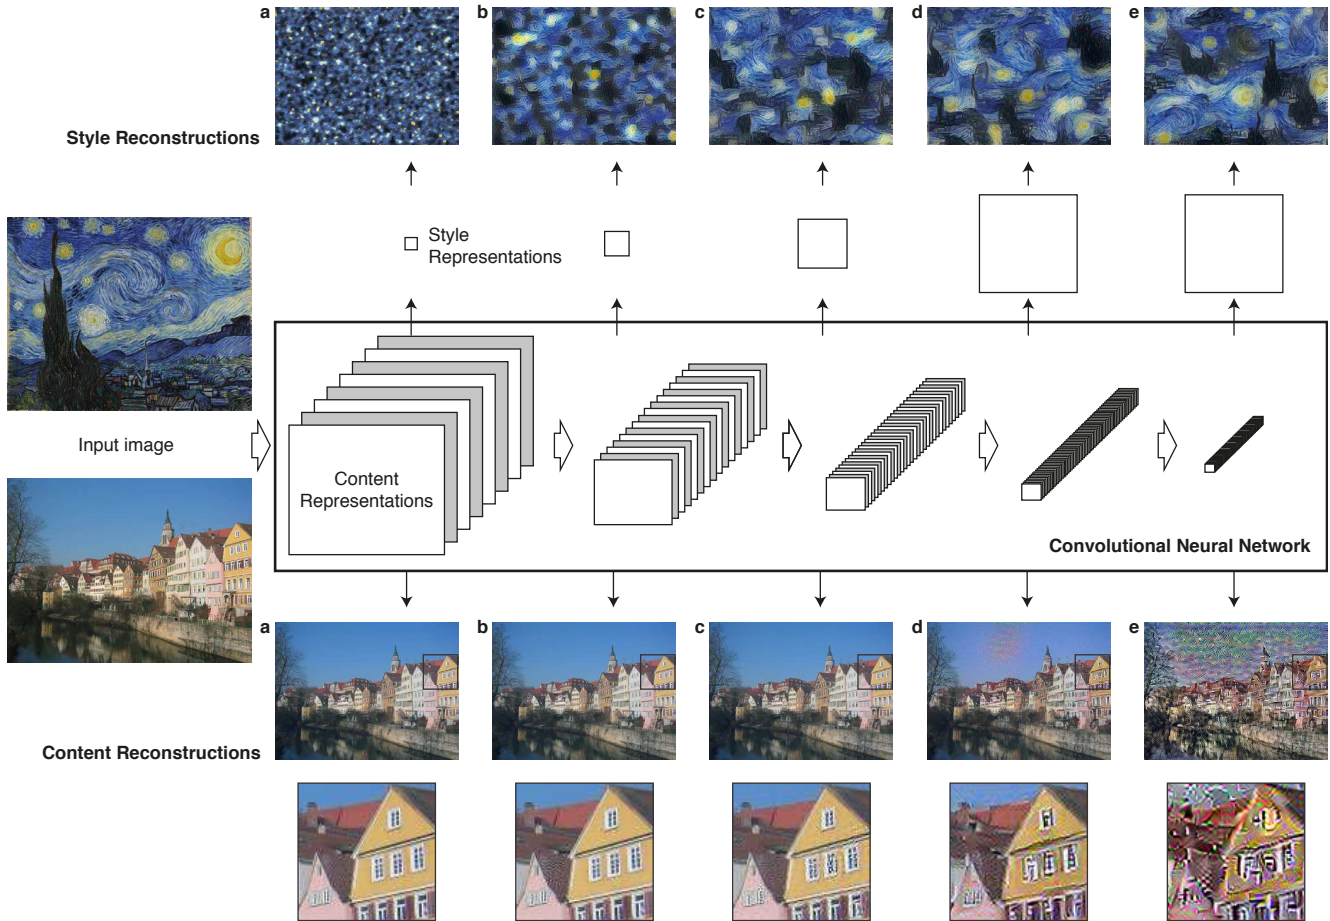 a b c d e
Style Reconstructions
Style
Representations
Input image
Content
Representations
Convolutional Neural Network
a b c d e
Content Reconstructions